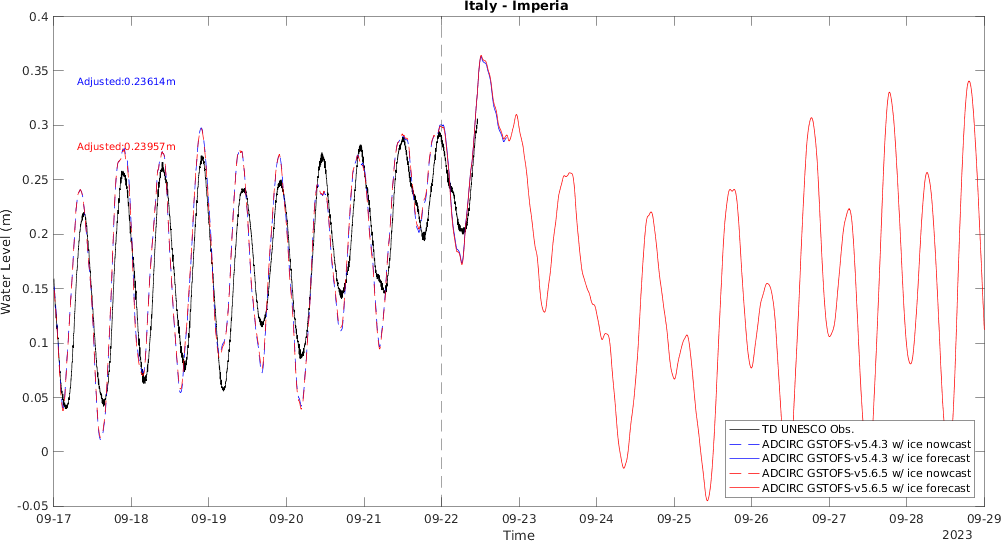 Italy - Imperia
0.4
0.35
0.3
0.25
0.2
0.15
0.1
0.05
0
-0.05
Water Level (m)
Adjusted:0.23614m
Adjusted:0.23957m
TD UNESCO Obs.
ADCIRC GSTOFS-v5.4.3 w/ ice nowcast
ADCIRC GSTOFS-v5.4.3 w/ ice forecast
ADCIRC GSTOFS-v5.6.5 w/ ice nowcast
ADCIRC GSTOFS-v5.6.5 w/ ice forecast
09-17 09-18 09-19 09-20 09-21 09-22 09-23 09-24 09-25 09-26 09-27 09-28 09-29
Time
2023